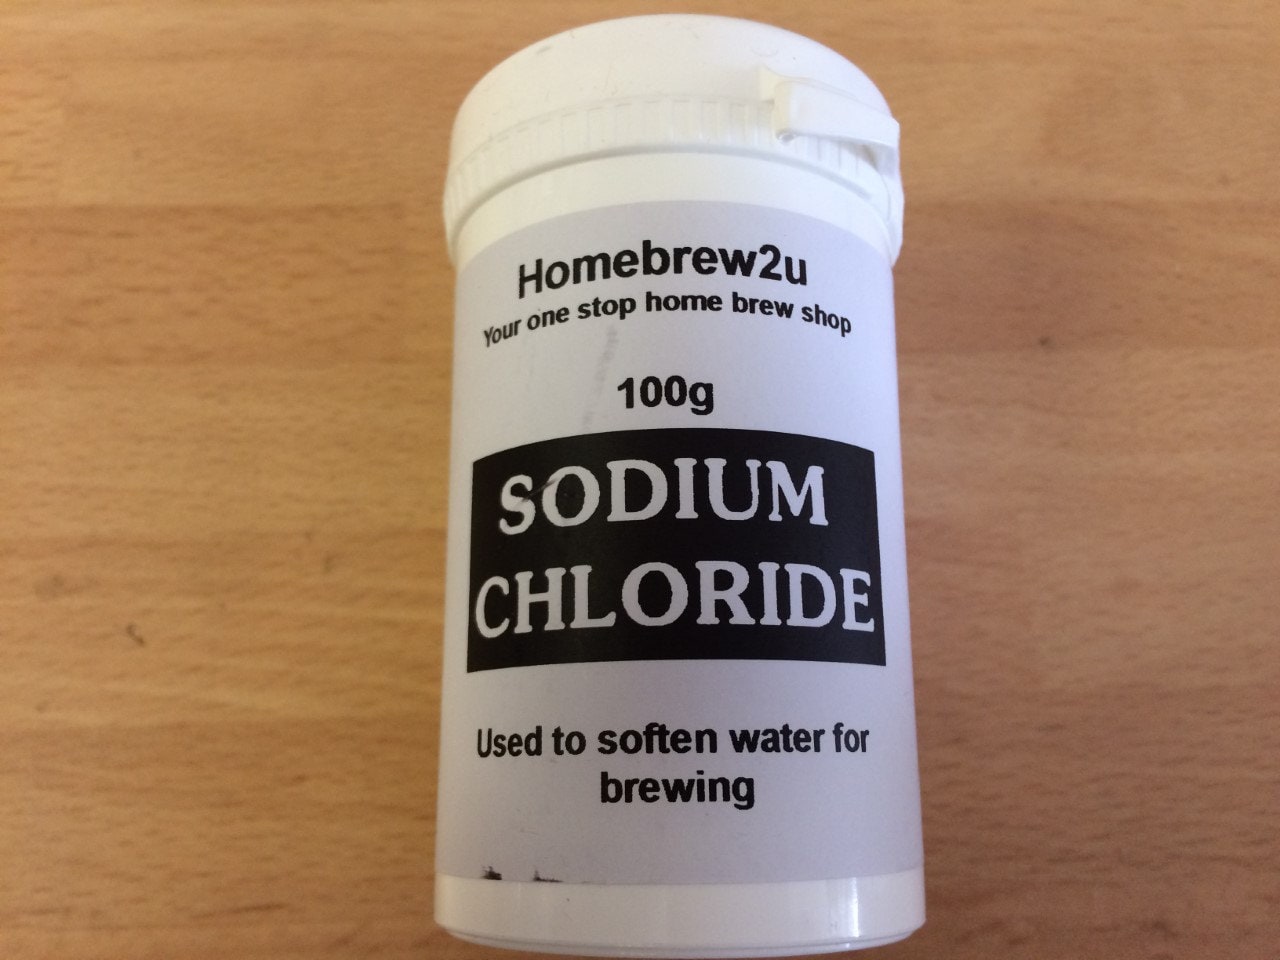 Homebrew2u
Your one stop home brew shop
100g
SODIUM
CHLORIDE
Used to soften water for
brewing